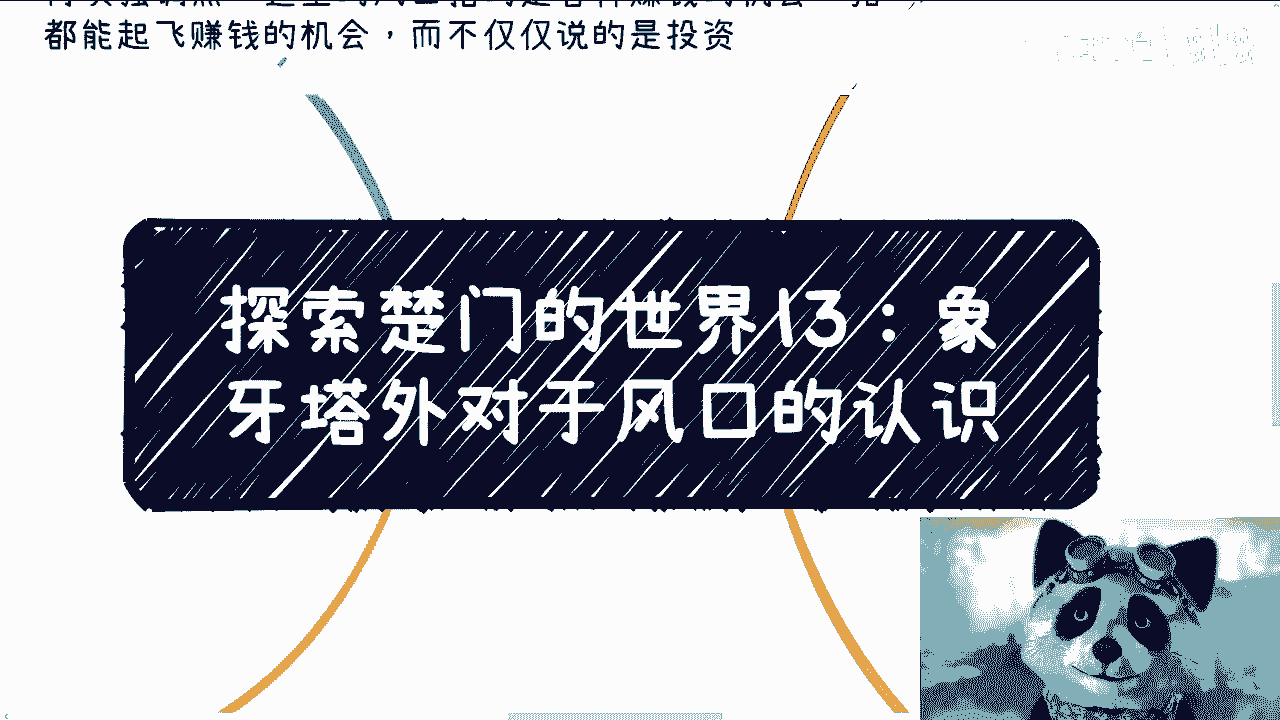 都能起飞赚钱的机会，而不仅仅说的是投资
探索楚门的世界13：象
牙塔外对于风口的认识